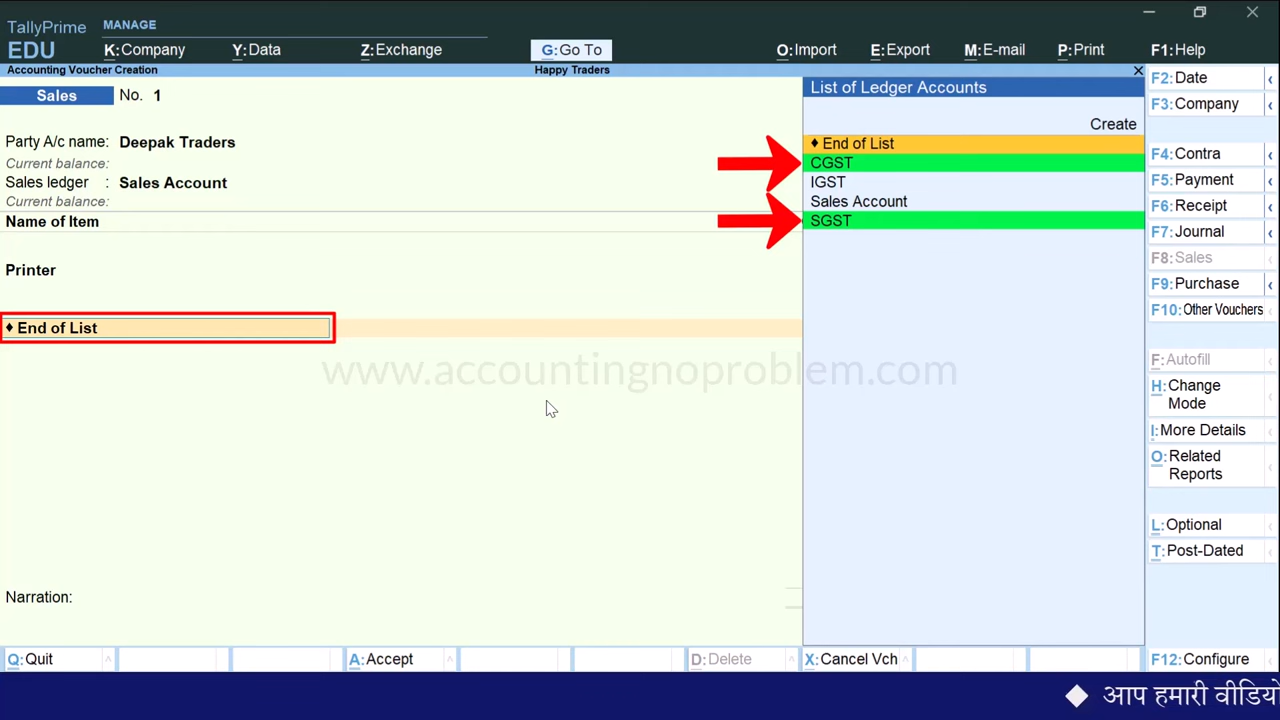 TallyPrime MANAGE
EDU K:Company Y:Data Z:Exchange G:Go To O:Import E:Export M:E-mail P:Print F1:Help
Accounting Voucher Creation Happy Traders
Sales No. 1
Party A/c name: Deepak Traders
Current balance:
Sales ledger : Sales Account
Current balance:
Name of Item
Printer
♦ End of List
Narration:
List of Ledger Accounts
Create
♦ End of List
CGST
IGST
Sales Account
SGST
F2:Date
F3:Company
F4:Contra
F5:Payment
F6:Receipt
F7:Journal
F8:Sales
F9:Purchase
F10:Other Vouchers
F:Autofill
H:Change
Mode
I:More Details
O:Related
Reports
L:Optional
T:Post-Dated
www.accountingnoproblem.com
Q:Quit A:Accept D:Delete X:Cancel Vch F12:Configure
आप हमारी वीडियो